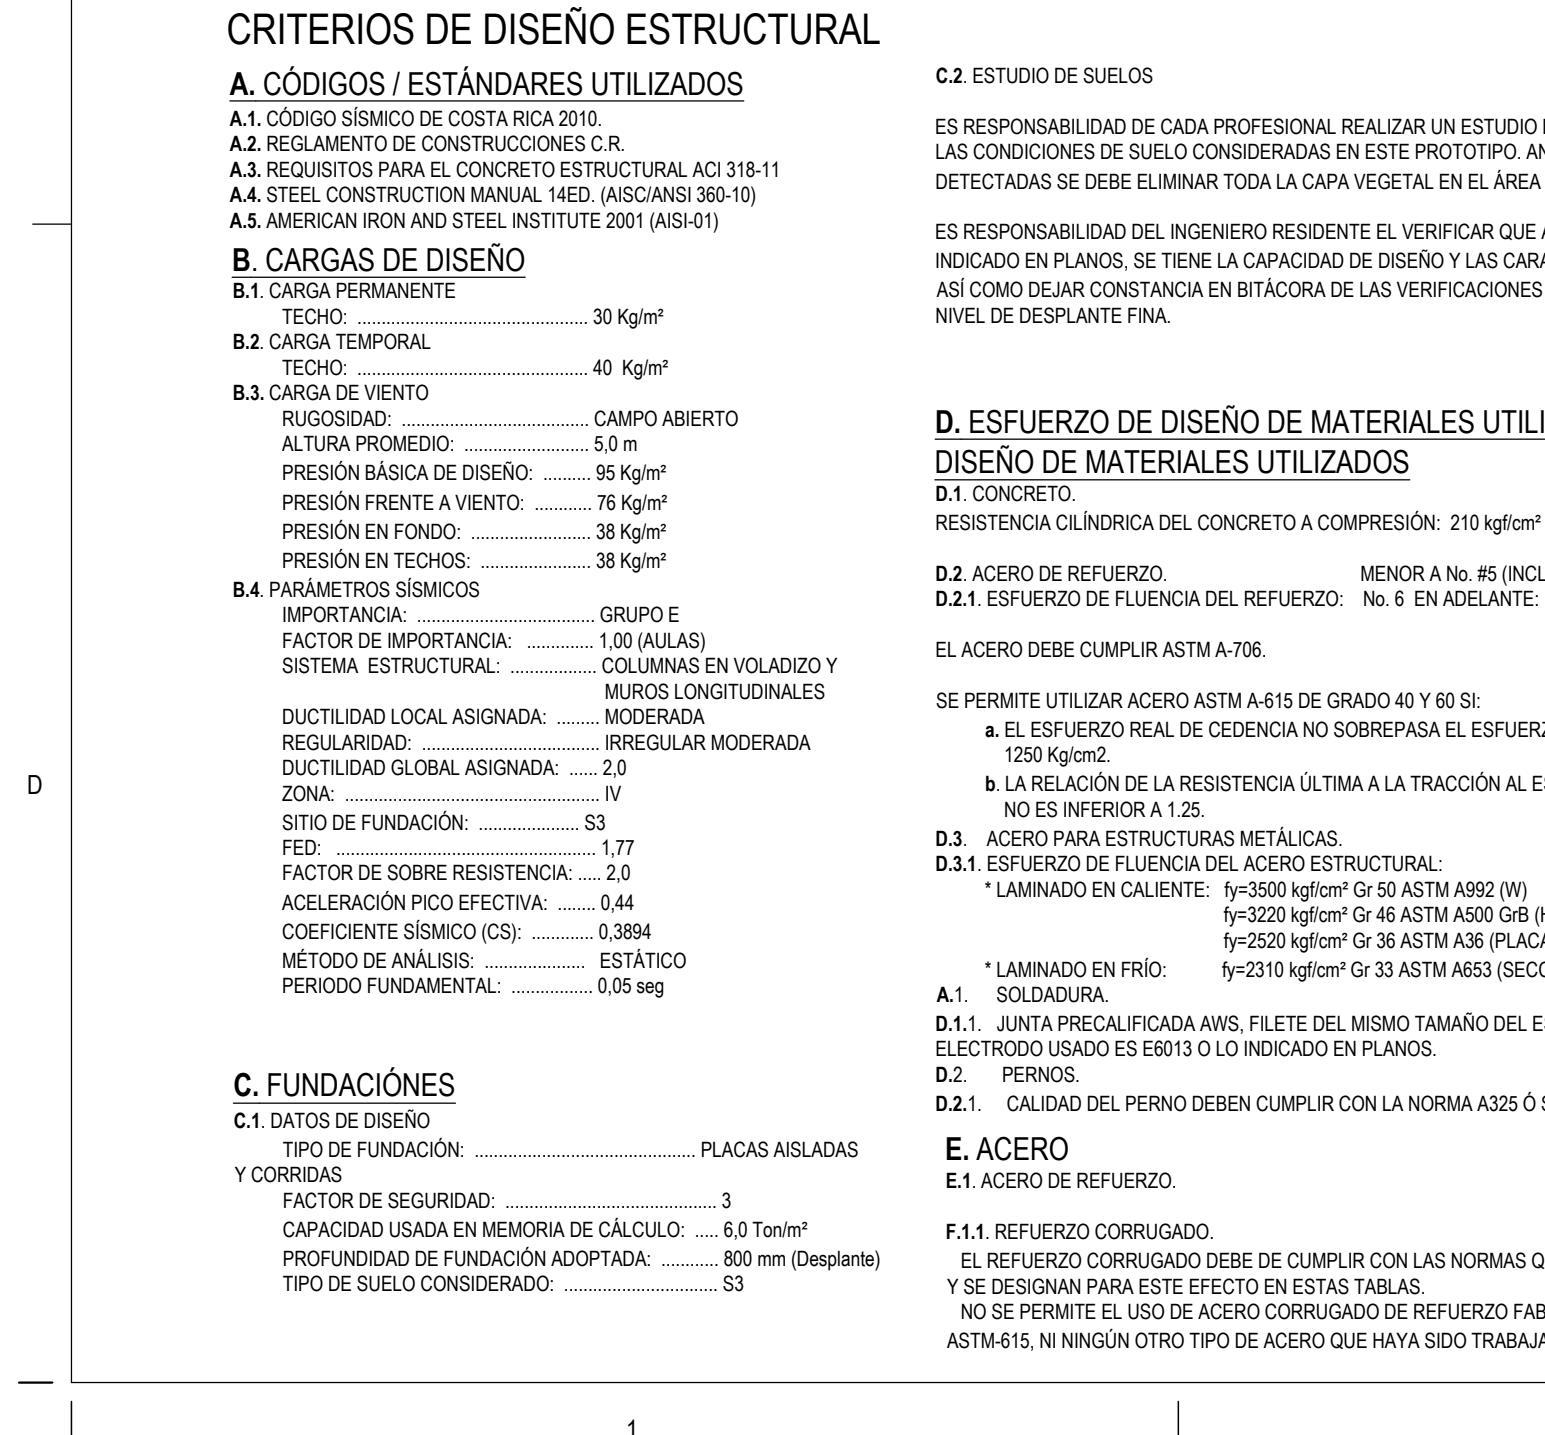 CRITERIOS DE DISEÑO ESTRUCTURAL
A. CÓDIGOS / ESTÁNDARES UTILIZADOS
A.1. CÓDIGO SÍSMICO DE COSTA RICA 2010.
A.2. REGLAMENTO DE CONSTRUCCIONES C.R.
A.3. REQUISITOS PARA EL CONCRETO ESTRUCTURAL ACI 318-11
A.4. STEEL CONSTRUCTION MANUAL 14ED. (AISC/ANSI 360-10)
A.5. AMERICAN IRON AND STEEL INSTITUTE 2001 (AISI-01)
B. CARGAS DE DISEÑO
B.1. CARGA PERMANENTE
TECHO: ................................................ 30 Kg/m²
B.2. CARGA TEMPORAL
TECHO: ................................................ 40 Kg/m²
B.3. CARGA DE VIENTO
RUGOSIDAD: ....................................... CAMPO ABIERTO
ALTURA PROMEDIO: .......................... 5,0 m
PRESIÓN BÁSICA DE DISEÑO: .......... 95 Kg/m²
PRESIÓN FRENTE A VIENTO: ............ 76 Kg/m²
PRESIÓN EN FONDO: ......................... 38 Kg/m²
PRESIÓN EN TECHOS: ....................... 38 Kg/m²
B.4. PARÁMETROS SÍSMICOS
IMPORTANCIA: ..................................... GRUPO E
FACTOR DE IMPORTANCIA: .............. 1,00 (AULAS)
SISTEMA ESTRUCTURAL: .................. COLUMNAS EN VOLADIZO Y
MUROS LONGITUDINALES
DUCTILIDAD LOCAL ASIGNADA: ......... MODERADA
REGULARIDAD: ..................................... IRREGULAR MODERADA
DUCTILIDAD GLOBAL ASIGNADA: ...... 2,0
ZONA: ..................................................... IV
SITIO DE FUNDACIÓN: ..................... S3
FED: ...................................................... 1,77
FACTOR DE SOBRE RESISTENCIA: ..... 2,0
ACELERACIÓN PICO EFECTIVA: ........ 0,44
COEFICIENTE SÍSMICO (CS): ............. 0,3894
MÉTODO DE ANÁLISIS: ..................... ESTÁTICO
PERIODO FUNDAMENTAL: ................. 0,05 seg
C. FUNDACIÓNES
C.1. DATOS DE DISEÑO
TIPO DE FUNDACIÓN: .............................................. PLACAS AISLADAS
Y CORRIDAS
FACTOR DE SEGURIDAD: ............................................ 3
CAPACIDAD USADA EN MEMORIA DE CÁLCULO: ..... 6,0 Ton/m²
PROFUNDIDAD DE FUNDACIÓN ADOPTADA: ............ 800 mm (Desplante)
TIPO DE SUELO CONSIDERADO: ................................ S3
C.2. ESTUDIO DE SUELOS
ES RESPONSABILIDAD DE CADA PROFESIONAL REALIZAR UN ESTUDIO
LAS CONDICIONES DE SUELO CONSIDERADAS EN ESTE PROTOTIPO.
DETECTADAS SE DEBE ELIMINAR TODA LA CAPA VEGETAL EN EL ÁREA
ES RESPONSABILIDAD DEL INGENIERO RESIDENTE EL VERIFICAR QUE
INDICADO EN PLANOS, SE TIENE LA CAPACIDAD DE DISEÑO Y LAS
ASÍ COMO DEJAR CONSTANCIA EN BITÁCORA DE LAS VERIFICACIONES
NIVEL DE DESPLANTE FINA.
D. ESFUERZO DE DISEÑO DE MATERIALES UTILI
DISEÑO DE MATERIALES UTILIZADOS
D.1. CONCRETO.
RESISTENCIA CILÍNDRICA DEL CONCRETO A COMPRESIÓN: 210 kgf/cm²
D.2. ACERO DE REFUERZO. MENOR A No. #5 (INCL
D.2.1. ESFUERZO DE FLUENCIA DEL REFUERZO: No. 6 EN ADELANTE:
EL ACERO DEBE CUMPLIR ASTM A-706.
SE PERMITE UTILIZAR ACERO ASTM A-615 DE GRADO 40 Y 60 SI:
a. EL ESFUERZO REAL DE CEDENCIA NO SOBREPASA EL ESFUERZ
1250 Kg/cm2.
b. LA RELACIÓN DE LA RESISTENCIA ÚLTIMA A LA TRACCIÓN AL
NO ES INFERIOR A 1.25.
D.3. ACERO PARA ESTRUCTURAS METÁLICAS.
D.3.1. ESFUERZO DE FLUENCIA DEL ACERO ESTRUCTURAL:
* LAMINADO EN CALIENTE: fy=3500 kgf/cm² Gr 50 ASTM A992 (W)
fy=3220 kgf/cm² Gr 46 ASTM A500 GrB
fy=2520 kgf/cm² Gr 36 ASTM A36 (PLACA
* LAMINADO EN FRÍO: fy=2310 kgf/cm² Gr 33 ASTM A653 (SECC
A.1. SOLDADURA.
D.1.1. JUNTA PRECALIFICADA AWS, FILETE DEL MISMO TAMAÑO DEL
ELECTRODO USADO ES E6013 O LO INDICADO EN PLANOS.
D.2. PERNOS.
D.2.1. CALIDAD DEL PERNO DEBEN CUMPLIR CON LA NORMA A325 Ó
E. ACERO
E.1. ACERO DE REFUERZO.
F.1.1. REFUERZO CORRUGADO.
EL REFUERZO CORRUGADO DEBE DE CUMPLIR CON LAS NORMAS
Y SE DESIGNAN PARA ESTE EFECTO EN ESTAS TABLAS.
NO SE PERMITE EL USO DE ACERO CORRUGADO DE REFUERZO FAB
ASTM-615, NI NINGÚN OTRO TIPO DE ACERO QUE HAYA SIDO TRABAJA
D
1